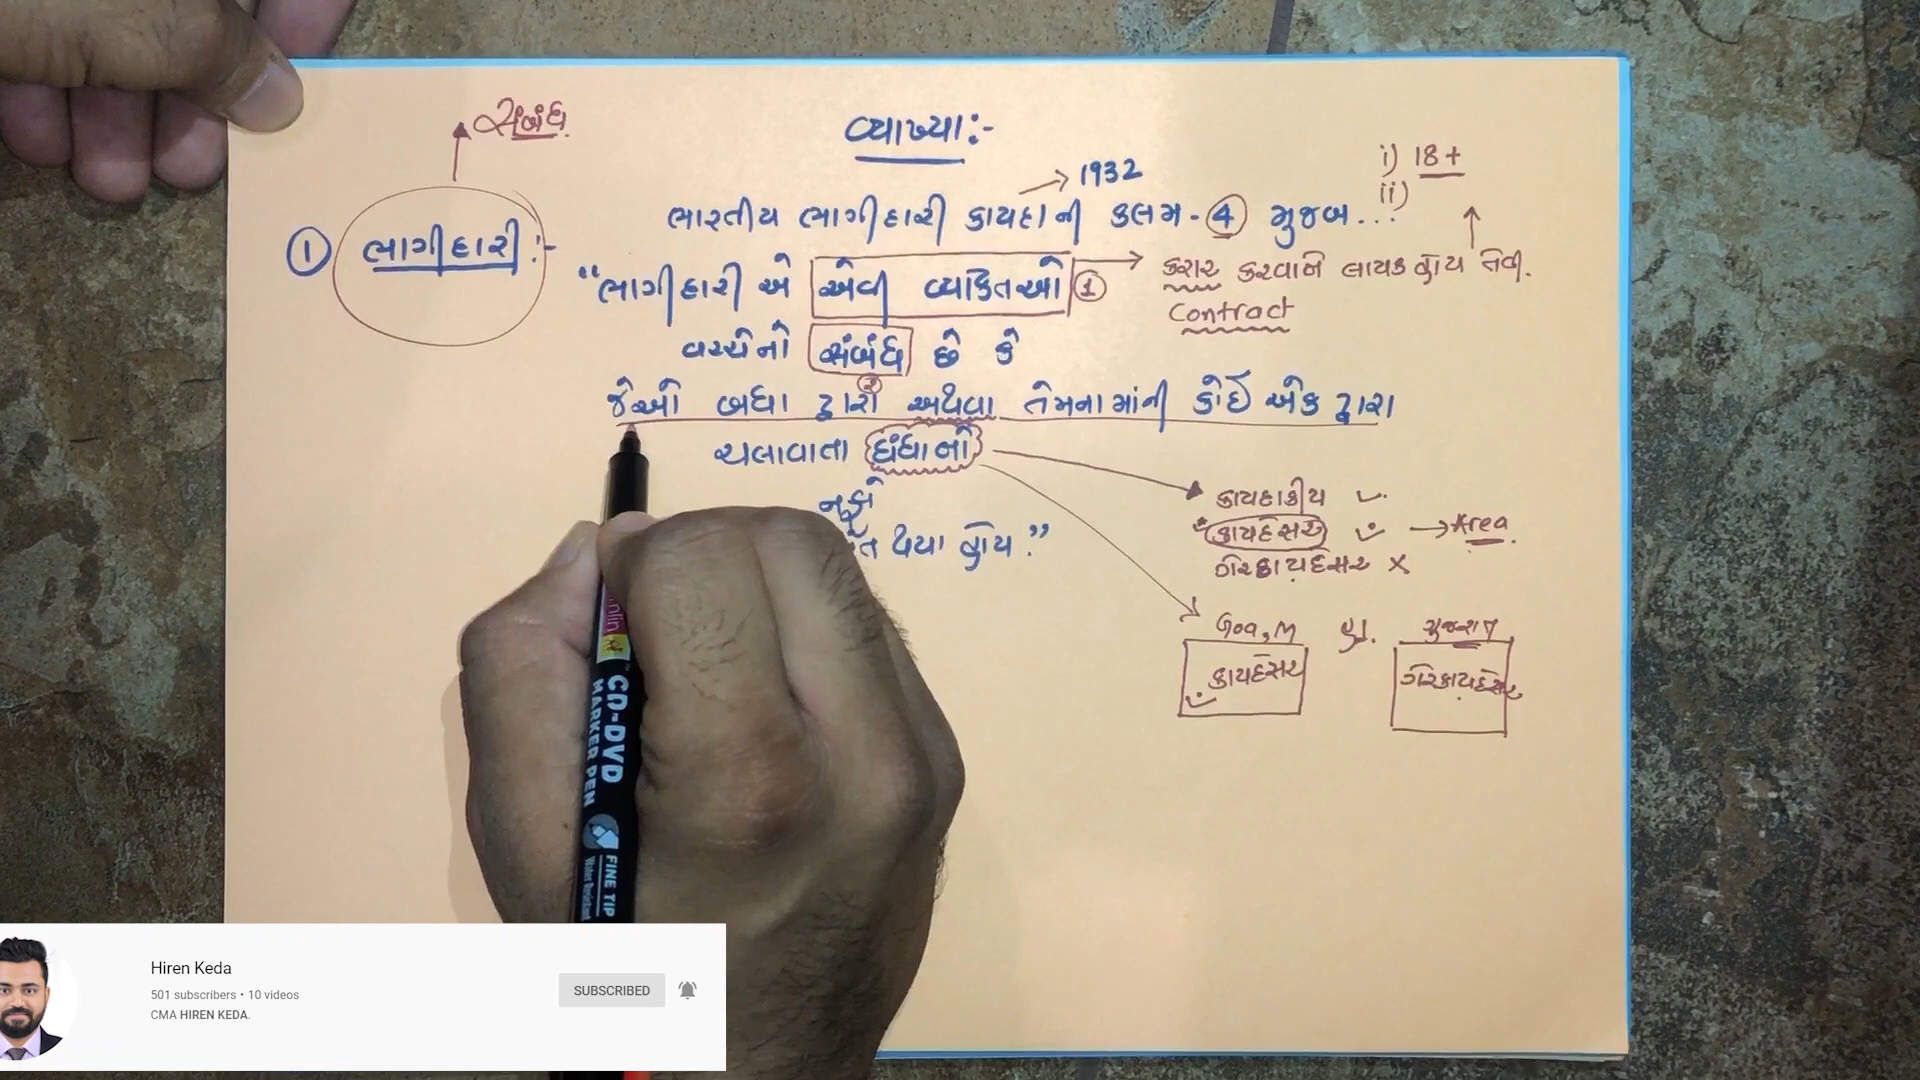 સંબંધ
વ્યાખ્યા:-
→ 1932
i) 18+
ii)
ભારતીય ભાગીદારી કાયદાની કલમ - 4 મુજબ...
① ભાગીદારી:-
"ભાગીદારી એ એવી વ્યક્તિઓ ①
કરાર કરવાને લાયક હોય તેવી.
Contract
વચ્ચેનો સંબંધ છે કે
જેઓ બધા દ્વારા અથવા તેમનામાંની કોઈ એક દ્વારા
ચલાવાતા ધંધાનો
કાયદાકીય
કાયદેસર → Area
ગેરકાયદેસર X
નફો
થયા હોય."
Goa, M
ગુજરાત
કાયદેસર
ગેરકાયદેસર
CD-DVD
MARKER PEN
FINE TIP
Water Resistant
Hiren Keda
501 subscribers • 10 videos
CMA HIREN KEDA.
SUBSCRIBED